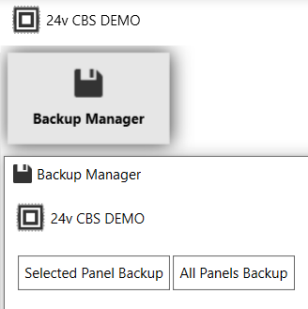 24v CBS DEMO
Backup Manager
Backup Manager
24v CBS DEMO
Selected Panel Backup All Panels Backup